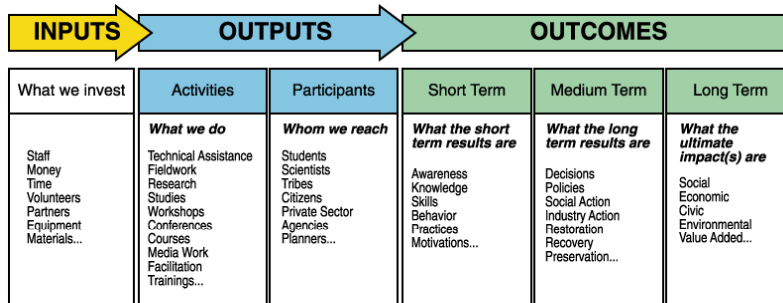 INPUTS
OUTPUTS
OUTCOMES
What we invest
Activities
Participants
Short Term
Medium Term
Long Term
Staff
Money
Time
Volunteers
Partners
Equipment
Materials...
What we do
Technical Assistance
Fieldwork
Research
Studies
Workshops
Conferences
Courses
Media Work
Facilitation
Trainings...
Whom we reach
Students
Scientists
Tribes
Citizens
Private Sector
Agencies
Planners...
What the short
term results are
Awareness
Knowledge
Skills
Behavior
Practices
Motivations...
What the long
term results are
Decisions
Policies
Social Action
Industry Action
Restoration
Recovery
Preservation...
What the
ultimate
impact(s) are
Social
Economic
Civic
Environmental
Value Added...